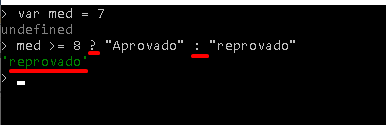 > var med = 7
undefined
> med >= 8 ? "Aprovado" : "reprovado"
'reprovado'
>